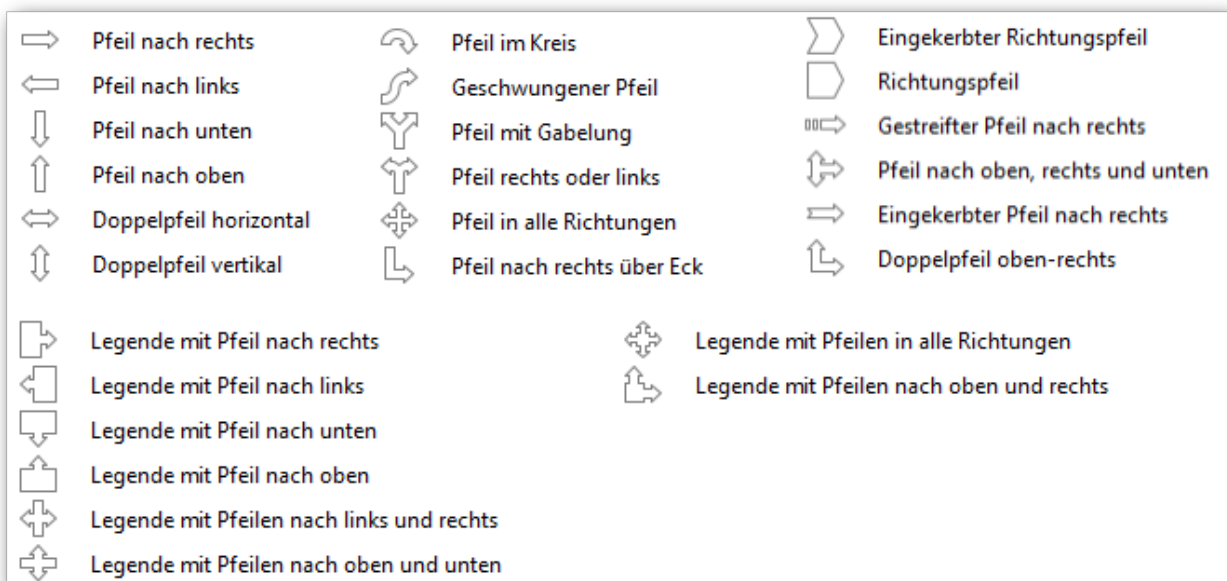 Pfeil nach rechts
Pfeil nach links
Pfeil nach unten
Pfeil nach oben
Doppelpfeil horizontal
Doppelpfeil vertikal
Pfeil im Kreis
Geschwungener Pfeil
Pfeil mit Gabelung
Pfeil rechts oder links
Pfeil in alle Richtungen
Pfeil nach rechts über Eck
Eingekerbter Richtungspfeil
Richtungspfeil
Gestreifter Pfeil nach rechts
Pfeil nach oben, rechts und unten
Eingekerbter Pfeil nach rechts
Doppelpfeil oben-rechts
Legende mit Pfeil nach rechts
Legende mit Pfeil nach links
Legende mit Pfeil nach unten
Legende mit Pfeil nach oben
Legende mit Pfeilen nach links und rechts
Legende mit Pfeilen nach oben und unten
Legende mit Pfeilen in alle Richtungen
Legende mit Pfeilen nach oben und rechts